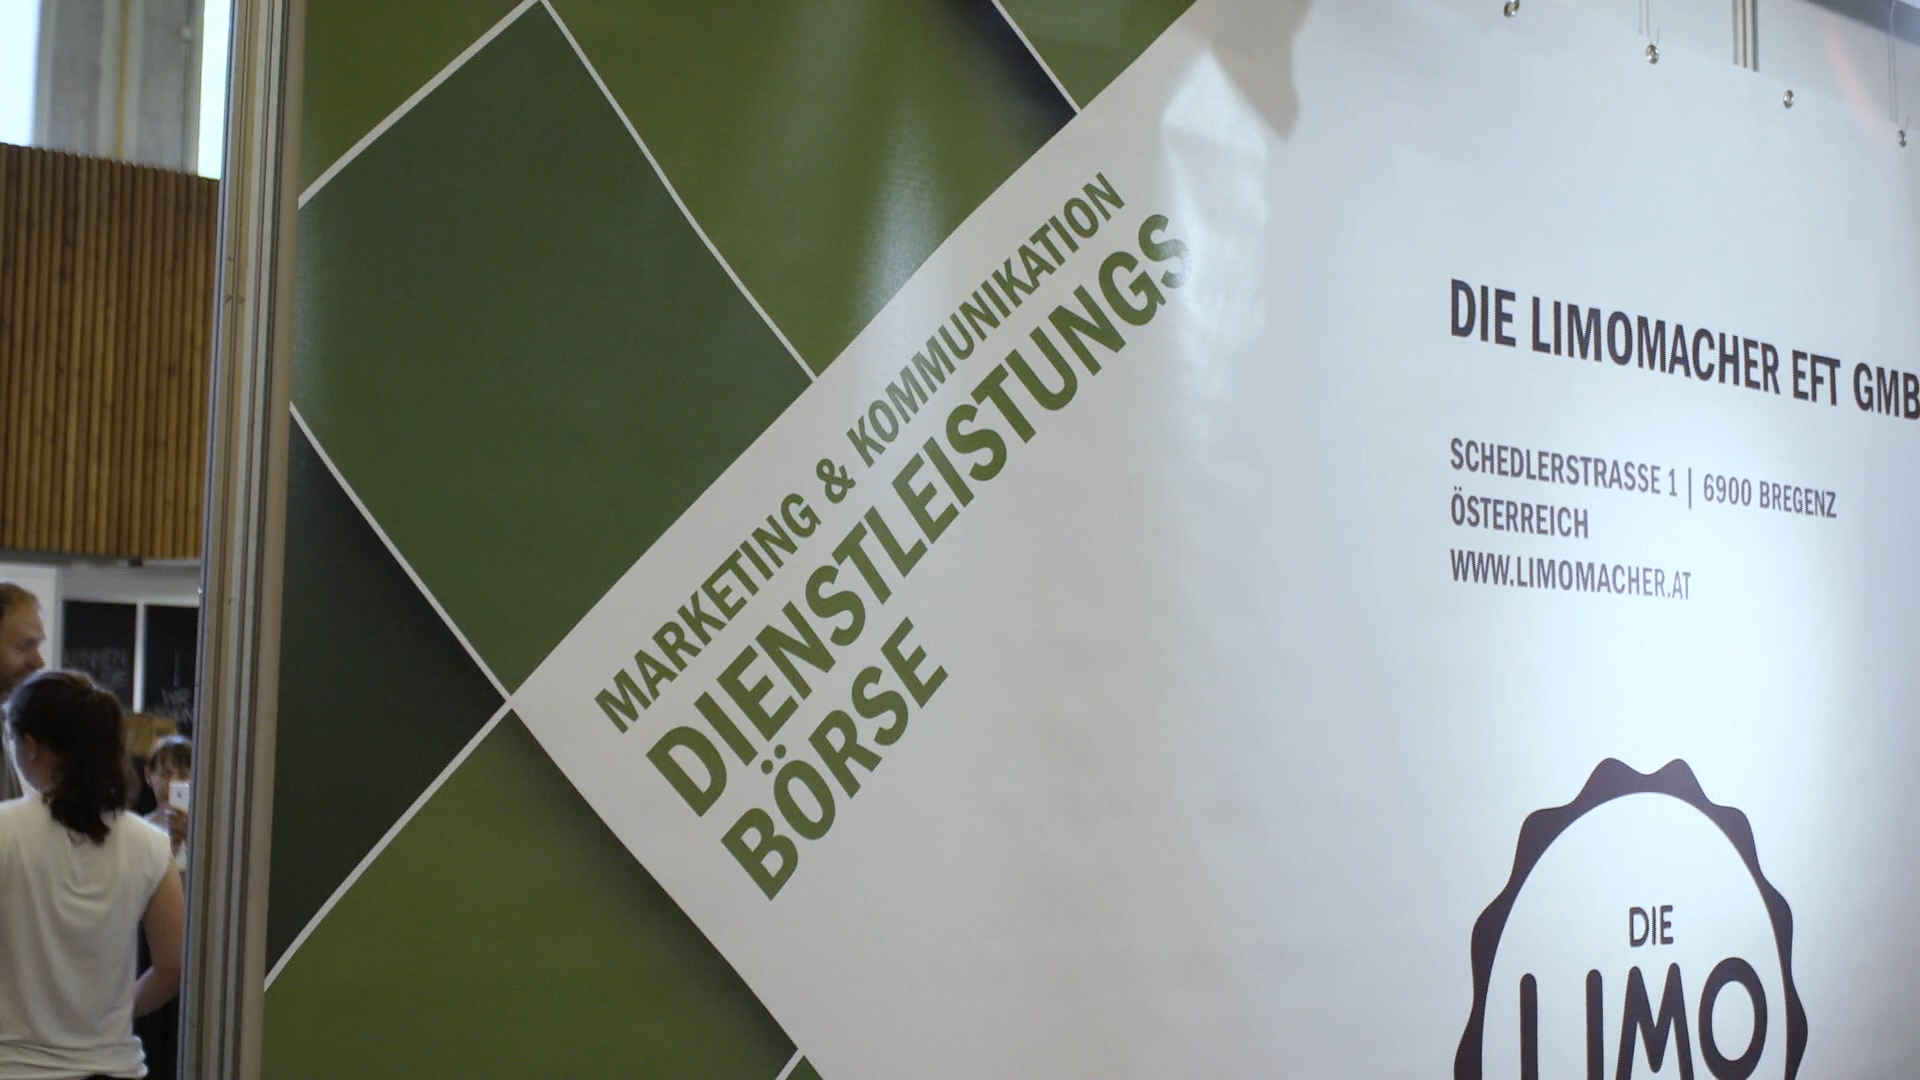 MARKETING & KOMMUNIKATION
DIENSTLEISTUNGS
BÖRSE
DIE LIMOMACHER EFT GMB
SCHEDLERSTRASSE 1 | 6900 BREGENZ
ÖSTERREICH
WWW.LIMOMACHER.AT
DIE
LIMO